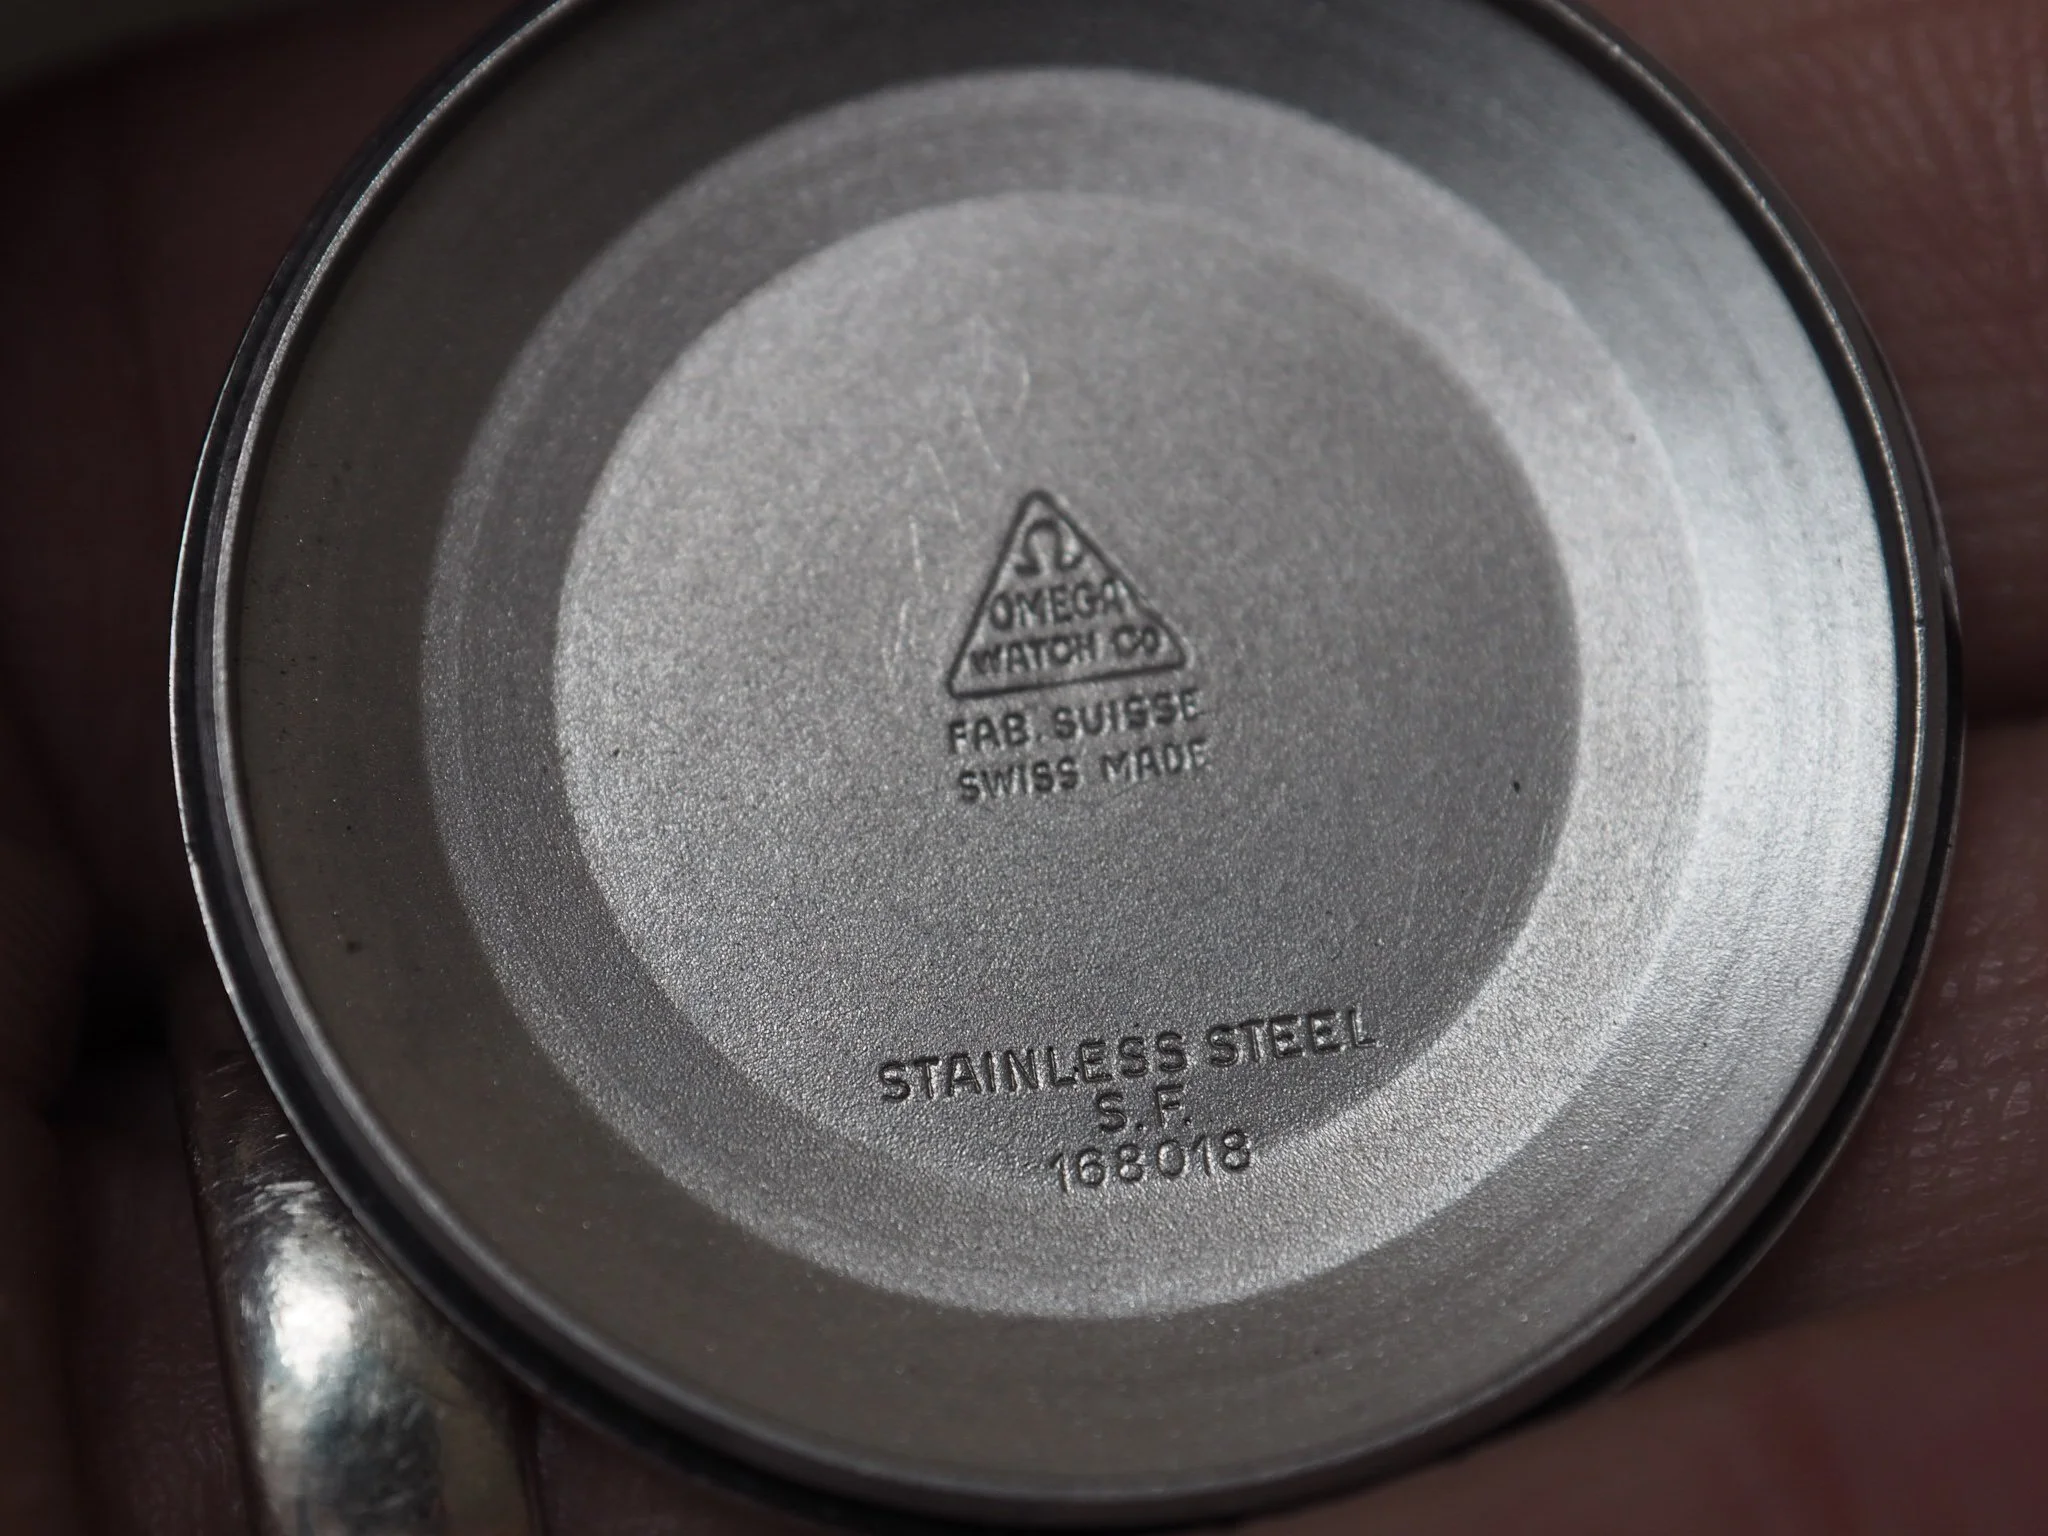 Ω
OMEGA
WATCH Co
FAB. SUISSE
SWISS MADE
STAINLESS STEEL
S. F.
168018